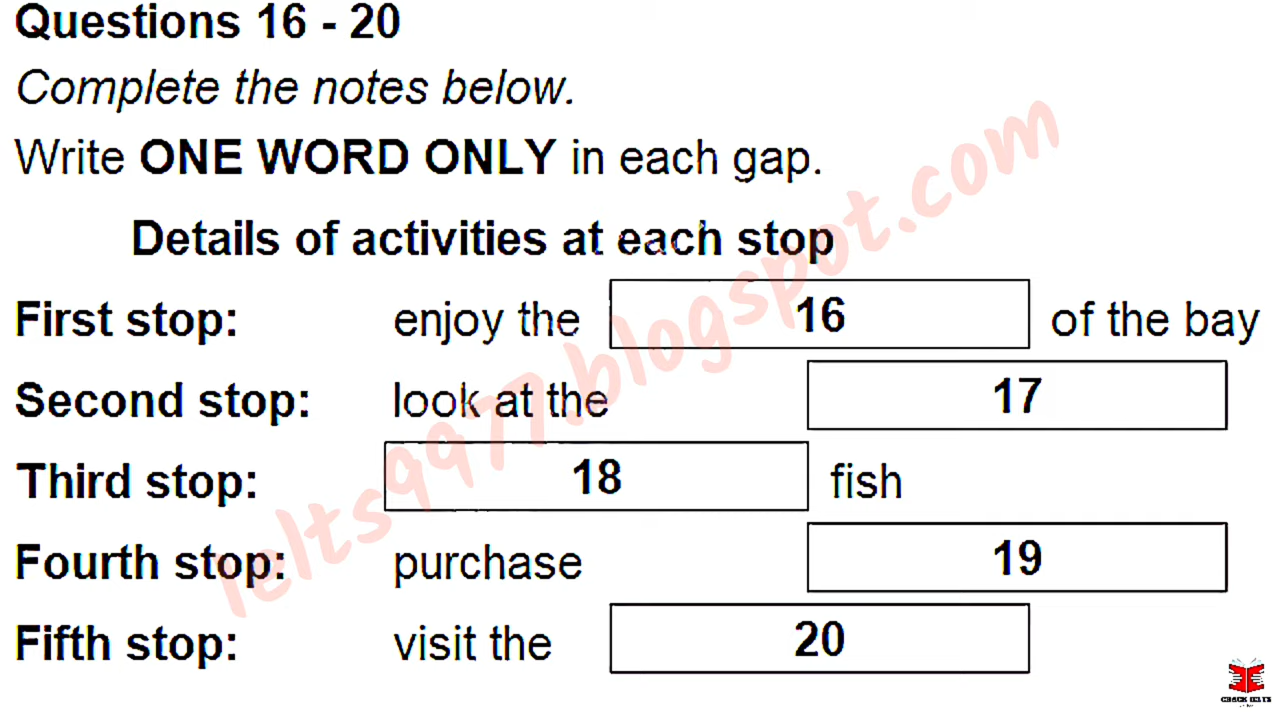 Questions 16 - 20
Complete the notes below.
Write ONE WORD ONLY in each gap.
Details of activities at each stop
First stop: enjoy the 16 of the bay
Second stop: look at the 17
Third stop: 18 fish
Fourth stop: purchase 19
Fifth stop: visit the 20
ielts9977.blogspot.com
CRACK IELTS